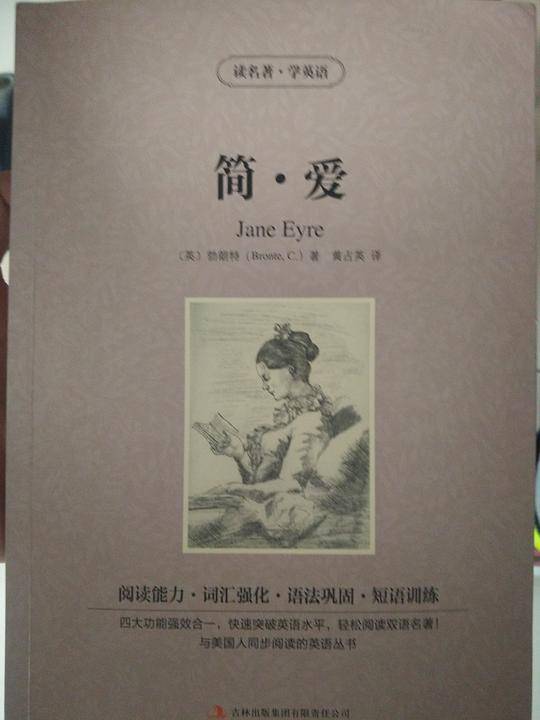 读名著·学英语
简·爱
Jane Eyre
（英）勃朗特（Bronte, C.）著 黄占英 译
阅读能力·词汇强化·语法巩固·短语训练
四大功能强效合一，快速突破英语水平，轻松阅读双语名著！
与美国人同步阅读的英语丛书
吉林出版集团有限责任公司